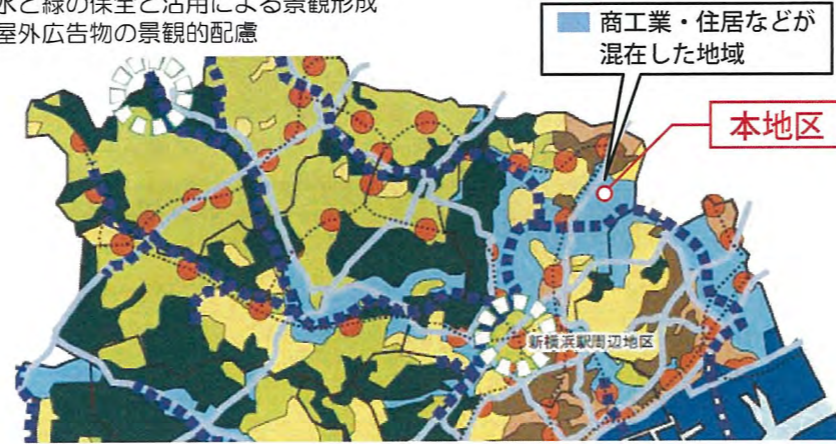 水と緑の保全と活用による景観形成
屋外広告物の景観的配慮
商工業・住居などが
混在した地域
本地区
新横浜駅周辺地区